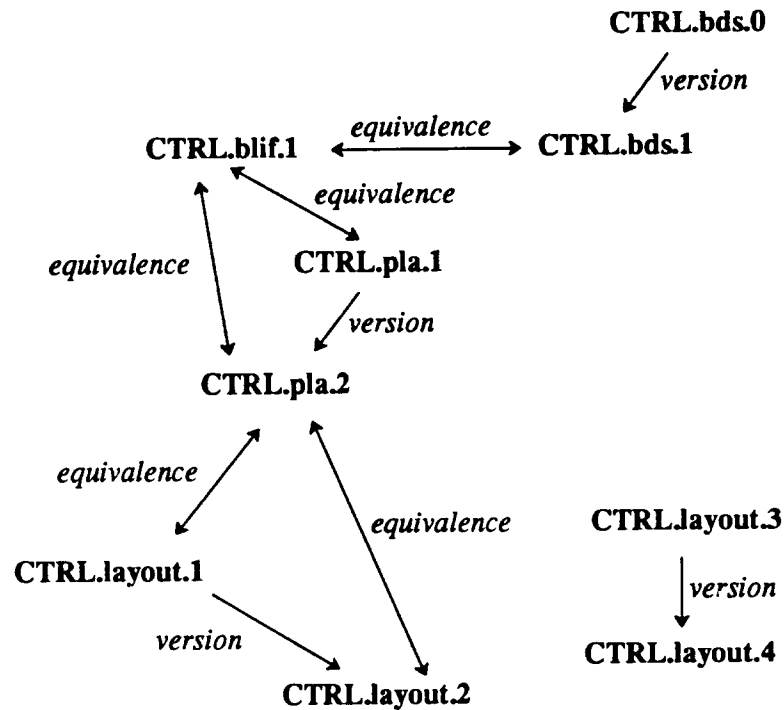 CTRL.bds.0
version
equivalence
CTRL.blif.1
CTRL.bds.1
equivalence
equivalence
CTRL.pla.1
version
CTRL.pla.2
equivalence
equivalence
CTRL.layout.3
CTRL.layout.1
version
version
CTRL.layout.4
CTRL.layout.2